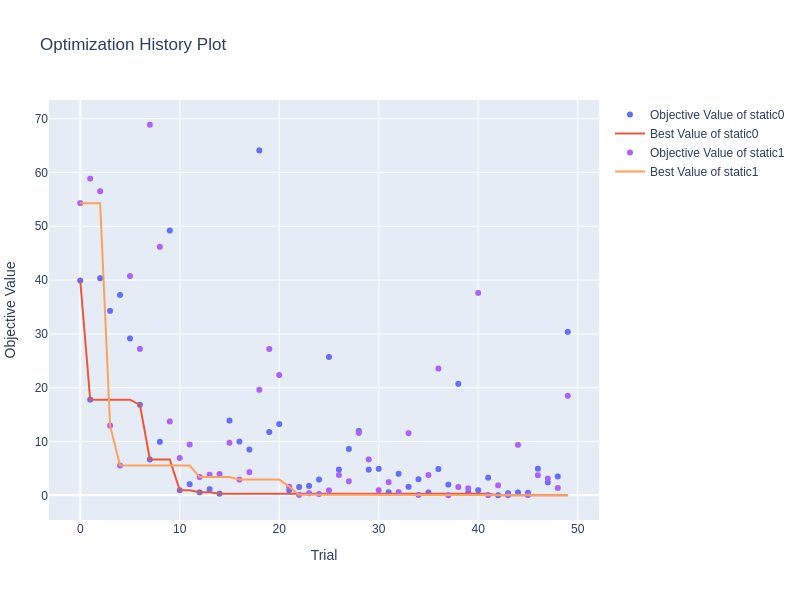 Optimization History Plot
Objective Value of static0
Best Value of static0
Objective Value of static1
Best Value of static1
70
60
50
40
30
20
10
0
Objective Value
0
10
20
30
40
50
Trial